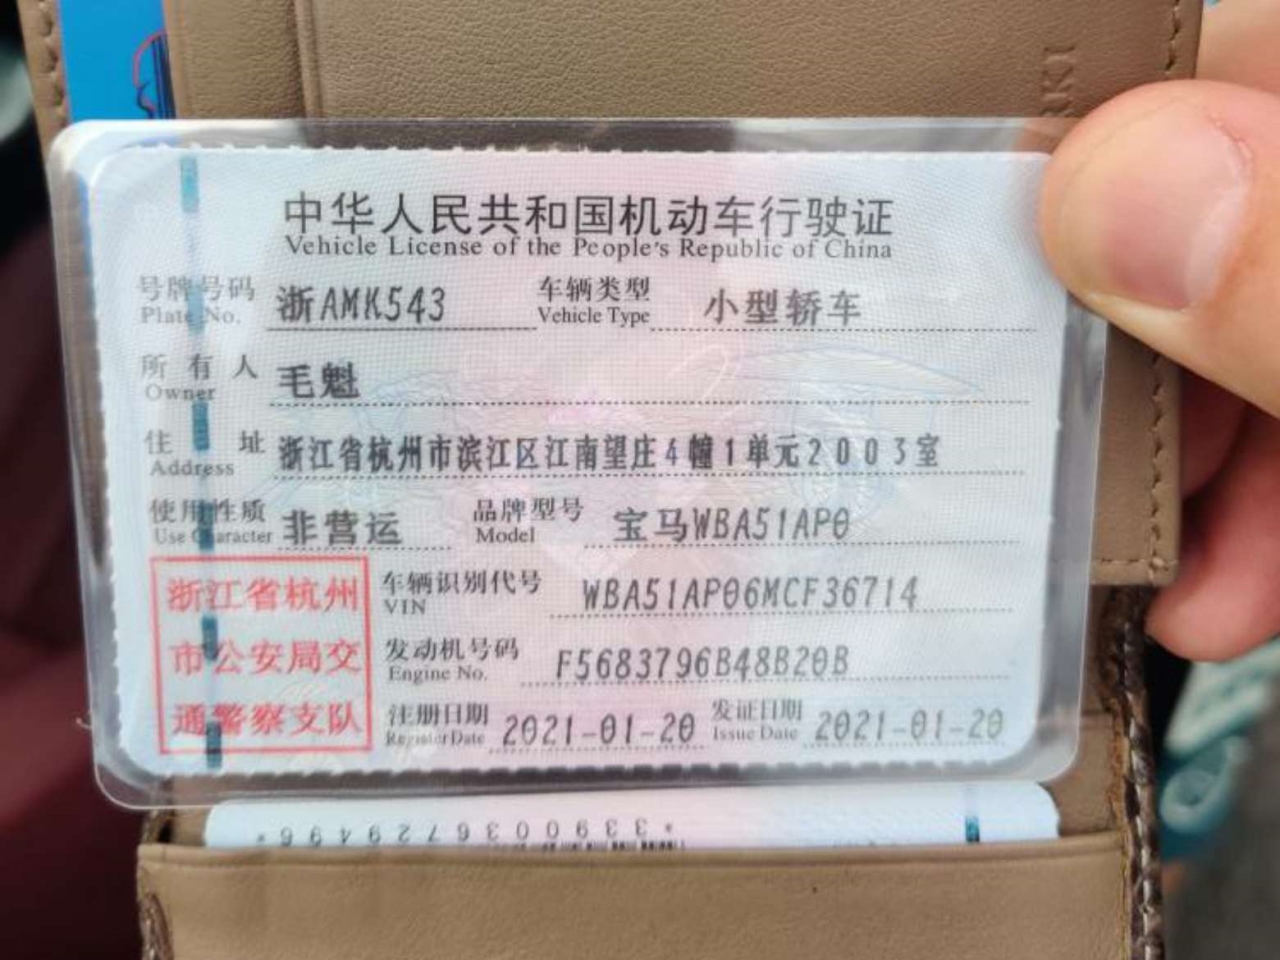 中华人民共和国机动车行驶证
Vehicle License of the People's Republic of China
号牌号码 浙AMK543 车辆类型 小型轿车
Plate No. Vehicle Type
所有人 毛魁
Owner
住址 浙江省杭州市滨江区江南望庄4幢1单元2003室
Address
使用性质 非营运 品牌型号 宝马WBA51AP0
Use Character Model
浙江省杭州
市公安局交
通警察支队
车辆识别代号 WBA51AP06MCF36714
VIN
发动机号码 F5683796B48B20B
Engine No.
注册日期 2021-01-20 发证日期 2021-01-20
Register Date Issue Date
*3390036729496*